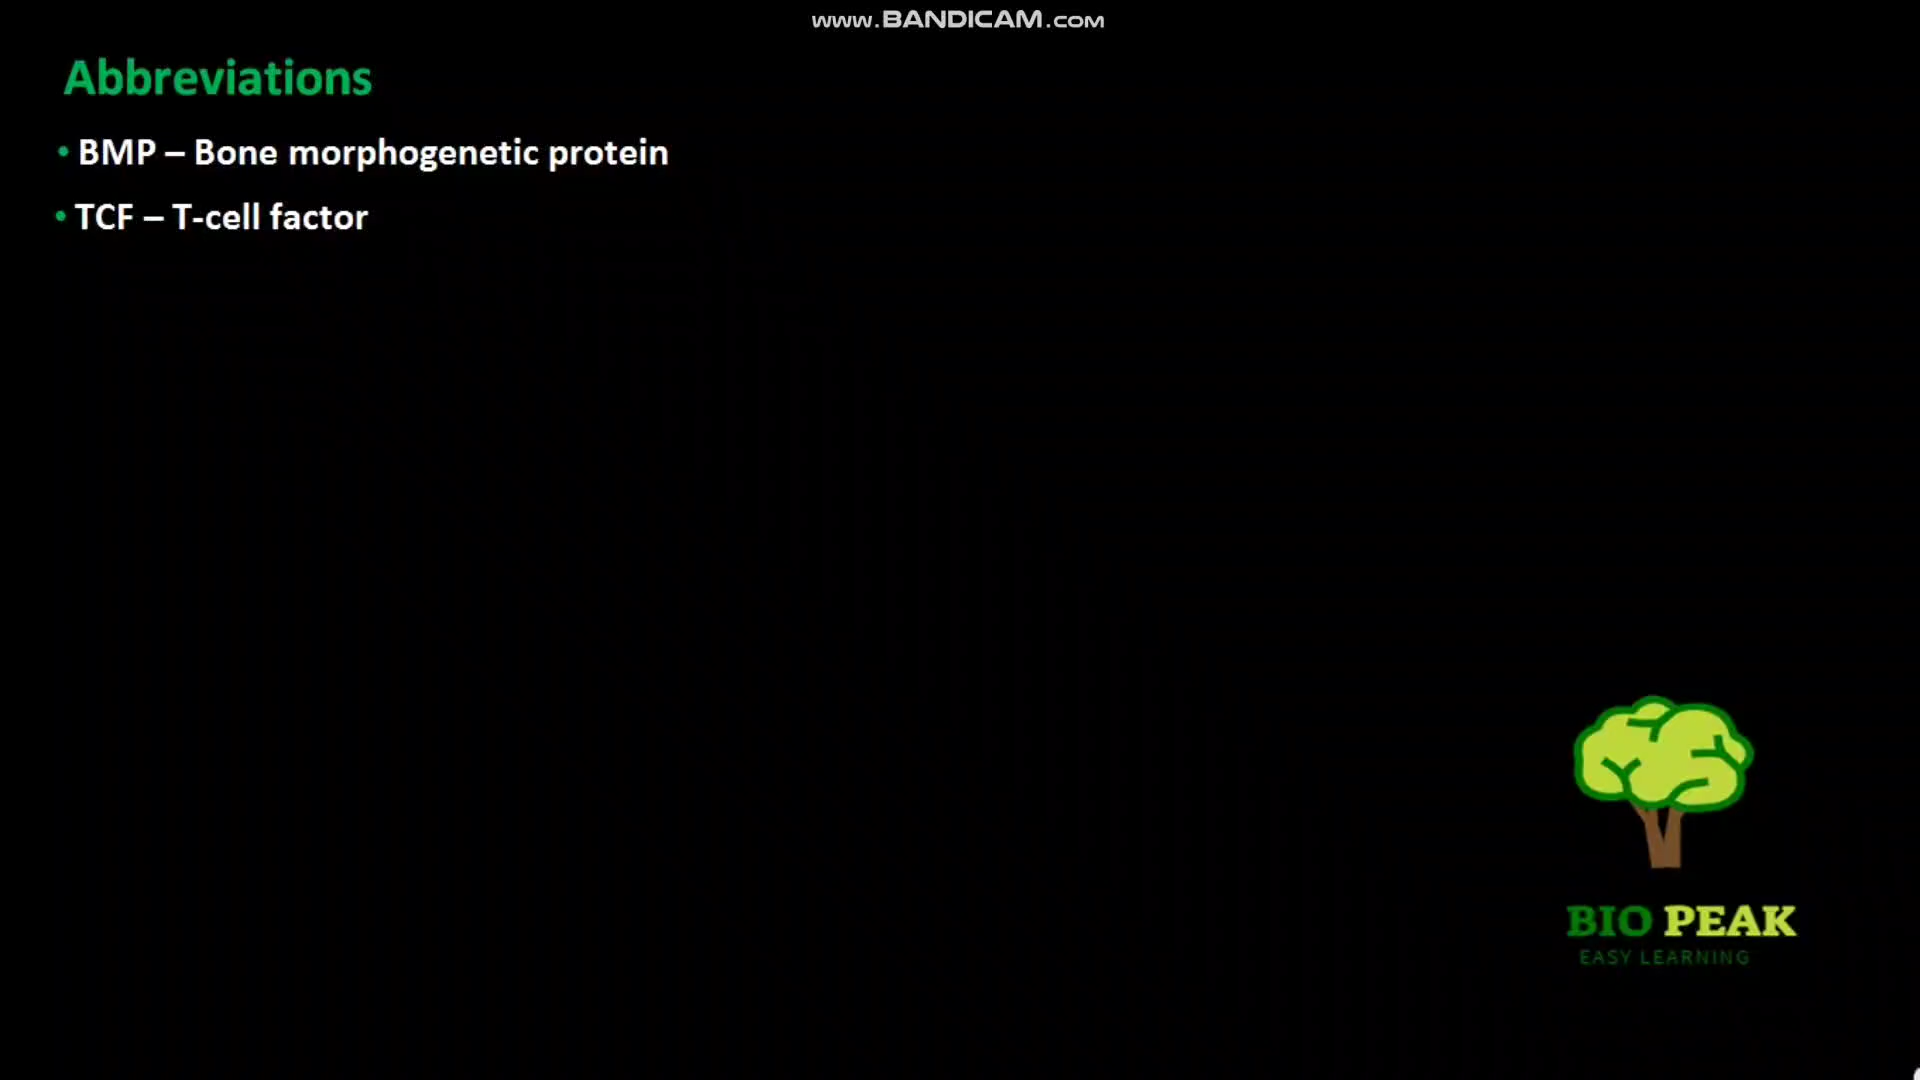 www.BANDICAM.com
Abbreviations
• BMP – Bone morphogenetic protein
• TCF – T-cell factor
BIO PEAK
EASY LEARNING